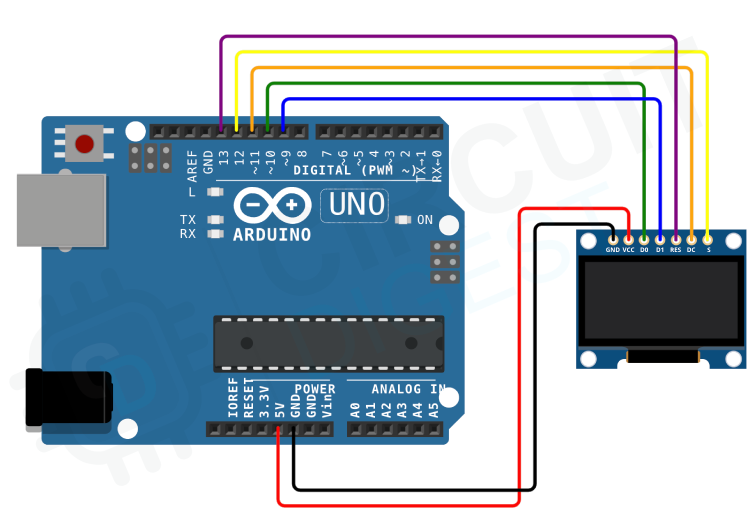 AREF
GND
13
12
~11
~10
~9
8
7
~6
~5
4
~3
2
TX→1
RX←0
DIGITAL (PWM ~)
L
TX
RX
UNO
ON
ARDUINO
GND VCC D0 D1 RES DC S
POWER
ANALOG IN
IOREF
RESET
3.3V
5V
GND
GND
Vin
A0
A1
A2
A3
A4
A5
CIRCUIT
DIGEST